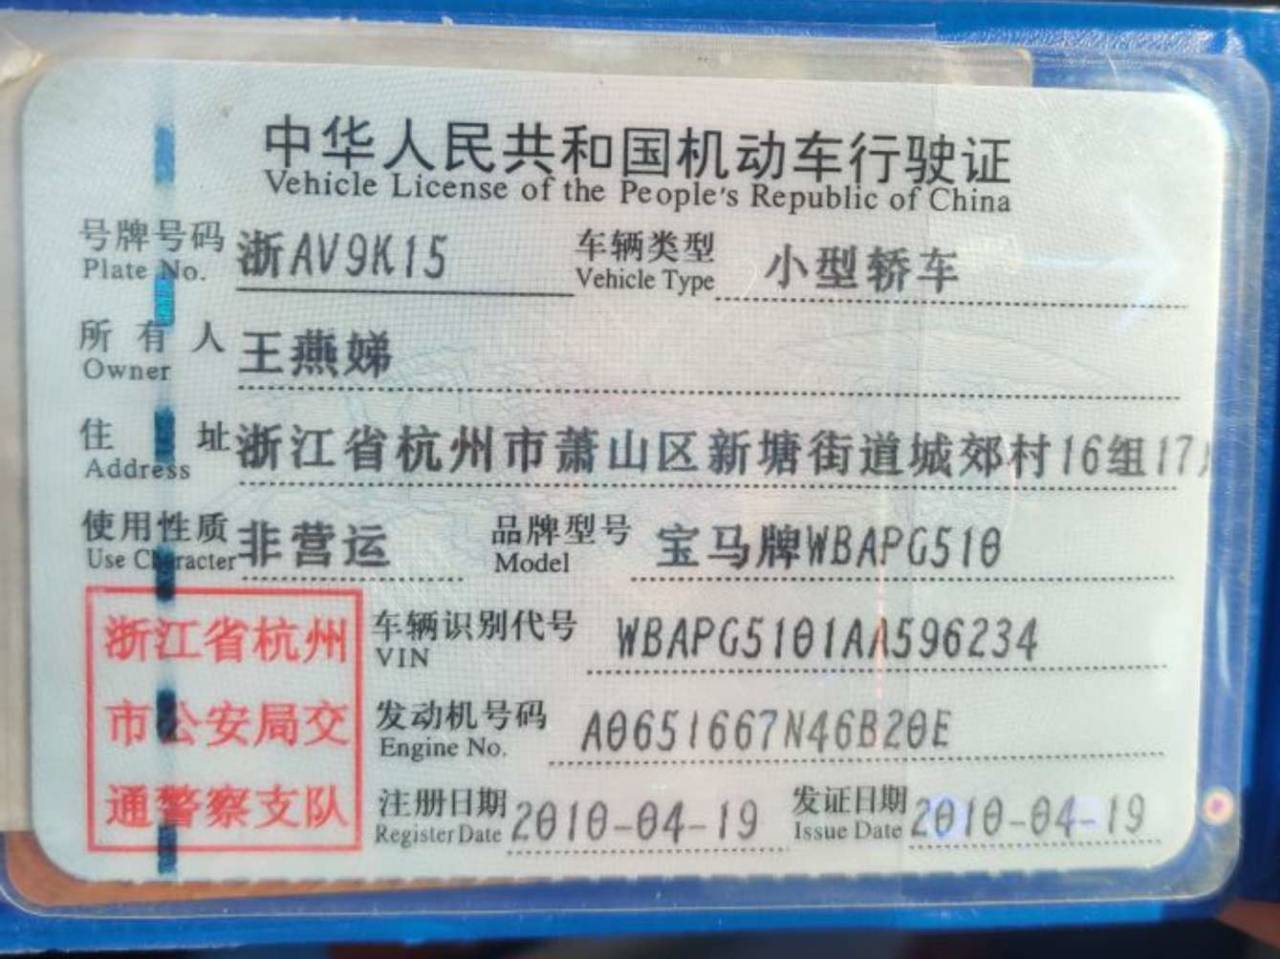 中华人民共和国机动车行驶证
Vehicle License of the People's Republic of China
号牌号码 浙AV9K15 车辆类型 小型轿车
Plate No. Vehicle Type
所有人 王燕娣
Owner
住址 浙江省杭州市萧山区新塘街道城郊村16组17
Address
使用性质 非营运 品牌型号 宝马牌WBAPG510
Use Character Model
浙江省杭州
市公安局交
通警察支队
车辆识别代号 WBAPG5101AA596234
VIN
发动机号码 A0651667N46B20E
Engine No.
注册日期 2010-04-19 发证日期 2010-04-19
Register Date Issue Date